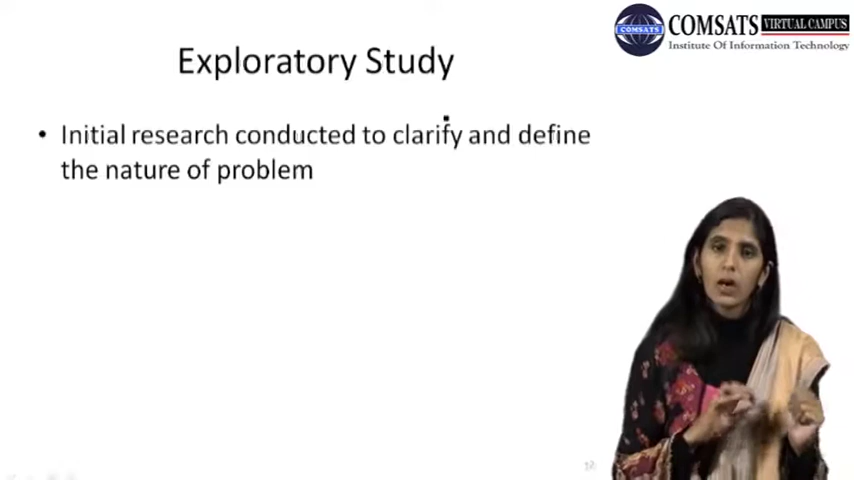 COMSATS VIRTUAL CAMPUS
COMSATS
Institute Of Information Technology
Exploratory Study
• Initial research conducted to clarify and define
the nature of problem